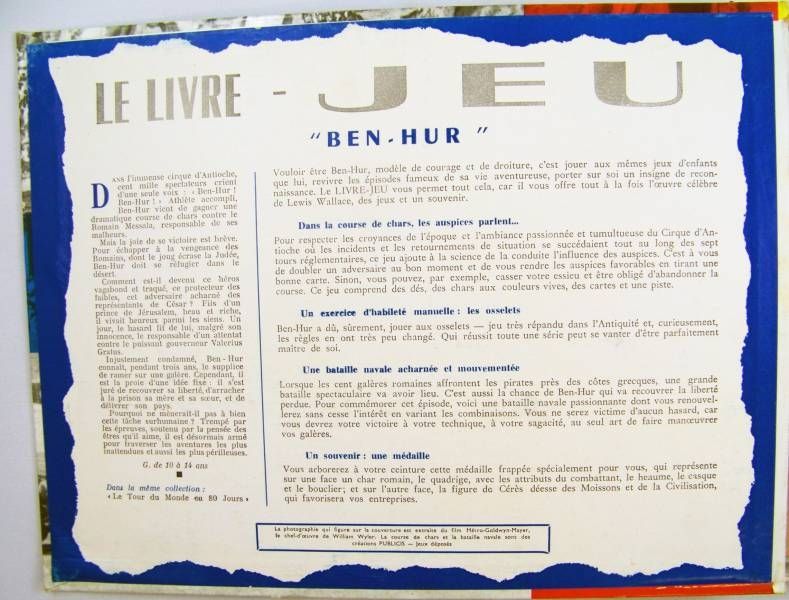 LE LIVRE - JEU
"BEN-HUR"
DANS l'immense cirque d'Antioche,
cent mille spectateurs crient
d'une seule voix : « Ben-Hur !
Ben-Hur ! » Athlète accompli,
Ben-Hur vient de gagner une
dramatique course de chars contre le
Romain Messala, responsable de ses
malheurs.
Mais la joie de se victoire est brève.
Pour échapper à la vengeance des
Romains, dont le joug écrase la Judée,
Ben-Hur doit se réfugier dans le
désert.
Comment est-il devenu ce héros
vagabond et traqué, ce protecteur des
faibles, cet adversaire acharné des
représentants de César ? Fils d'un
prince de Jérusalem, beau et riche,
il vivait heureux parmi les siens. Un
jour, le hasard fit de lui, malgré son
innocence, le responsable d'un attentat
contre le puissant gouverneur Valerius
Gratus.
Injustement condamné, Ben-Hur
connaît, pendant trois ans, le supplice
de ramer sur une galère. Cependant, il
est la proie d'une idée fixe : il s'est
juré de recouvrer sa liberté, d'arracher
à la prison sa mère et sa sœur, et de
délivrer son pays.
Pourquoi ne mènerait-il pas à bien
cette tâche surhumaine ? Trempé par
les épreuves, soutenu par la pensée des
êtres qu'il aime, il est désormais armé
pour traverser les aventures les plus
inattendues et aussi les plus périlleuses.
G. de 10 à 14 ans
Dans la même collection :
« Le Tour du Monde en 80 Jours »
Vouloir être Ben-Hur, modèle de courage et de droiture, c'est jouer aux mêmes jeux d'enfants
que lui, revivre les épisodes fameux de sa vie aventureuse, porter sur soi un insigne de recon-
naissance. Le LIVRE-JEU vous permet tout cela, car il vous offre tout à la fois l'œuvre célèbre
de Lewis Wallace, des jeux et un souvenir.
Dans la course de chars, les auspices parlent...
Pour respecter les croyances de l'époque et l'ambiance passionnée et tumultueuse du Cirque d'An-
tioche où les incidents et les retournements de situation se succédaient tout au long des sept
tours réglementaires, ce jeu ajoute à la science de la conduite l'influence des auspices. C'est à vous
de doubler un adversaire au bon moment et de vous rendre les auspices favorables en tirant une
bonne carte. Sinon, vous pouvez, par exemple, casser votre essieu et être obligé d'abandonner la
course. Ce jeu comprend des dés, des chars aux couleurs vives, des cartes et une piste.
Un exercice d'habileté manuelle : les osselets
Ben-Hur a dû, sûrement, jouer aux osselets — jeu très répandu dans l'Antiquité et, curieusement,
les règles en ont très peu changé. Qui réussit toute une série peut se vanter d'être parfaitement
maître de soi.
Une bataille navale acharnée et mouvementée
Lorsque les cent galères romaines affrontent les pirates près des côtes grecques, une grande
bataille spectaculaire va avoir lieu. C'est aussi la chance de Ben-Hur qui va recouvrer la liberté
perdue. Pour commémorer cet épisode, voici une bataille navale passionnante dont vous renouvel-
lerez sans cesse l'intérêt en variant les combinaisons. Vous ne serez victime d'aucun hasard, car
vous devrez votre victoire à votre technique, à votre sagacité, au seul art de faire manœuvrer
vos galères.
Un souvenir : une médaille
Vous arborerez à votre ceinture cette médaille frappée spécialement pour vous, qui représente
sur une face un char romain, le quadrige, avec les attributs du combattant, le heaume, le casque
et le bouclier; et sur l'autre face, la figure de Cérès déesse des Moissons et de la Civilisation,
qui favorisera vos entreprises.
La photographie qui figure sur la couverture est extraite du film Métro-Goldwyn-Mayer,
le chef-d'œuvre de William Wyler. La course de chars et la bataille navale sont des
créations PUBLICIS — Jeux déposés